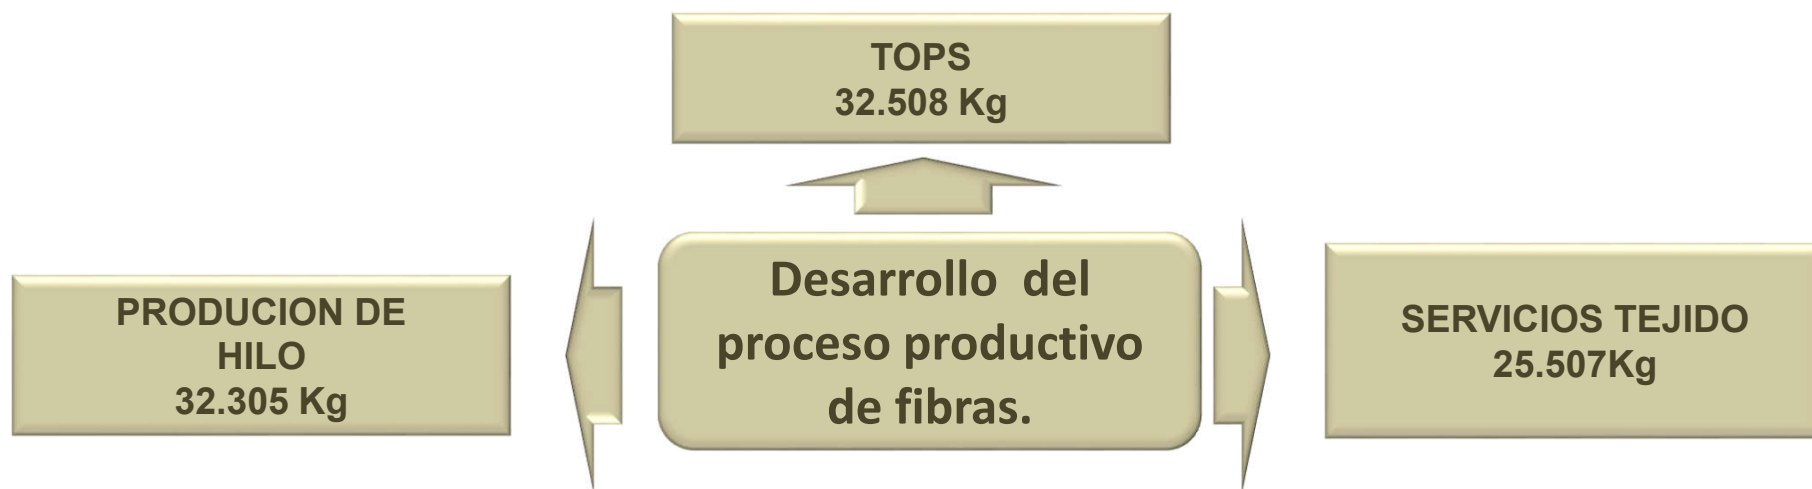 TOPS
32.508 Kg
PRODUCION DE
HILO
32.305 Kg
Desarrollo del
proceso productivo
de fibras.
SERVICIOS TEJIDO
25.507Kg